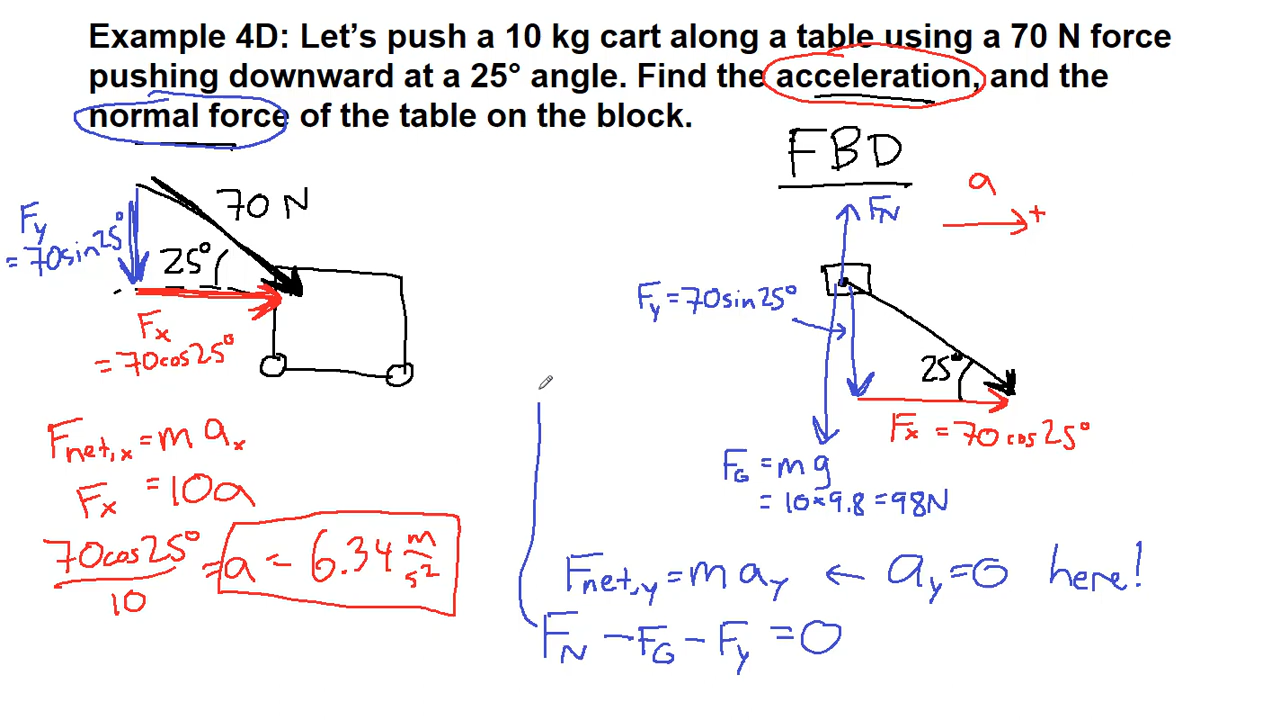 Example 4D: Let's push a 10 kg cart along a table using a 70 N force
pushing downward at a 25° angle. Find the acceleration, and the
normal force of the table on the block.
FBD
a
+
70 N
Fy
= 70sin25°
25°
Fx
= 70cos25°
FN
Fy = 70sin25°
25°
Fx = 70cos25°
FG = mg
= 10×9.8 = 98N
Fnet,x = m ax
Fx = 10a
70cos25°
10
= a = 6.34 m/s²
Fnet,y = m ay ← ay = 0 here!
FN - FG - Fy = 0